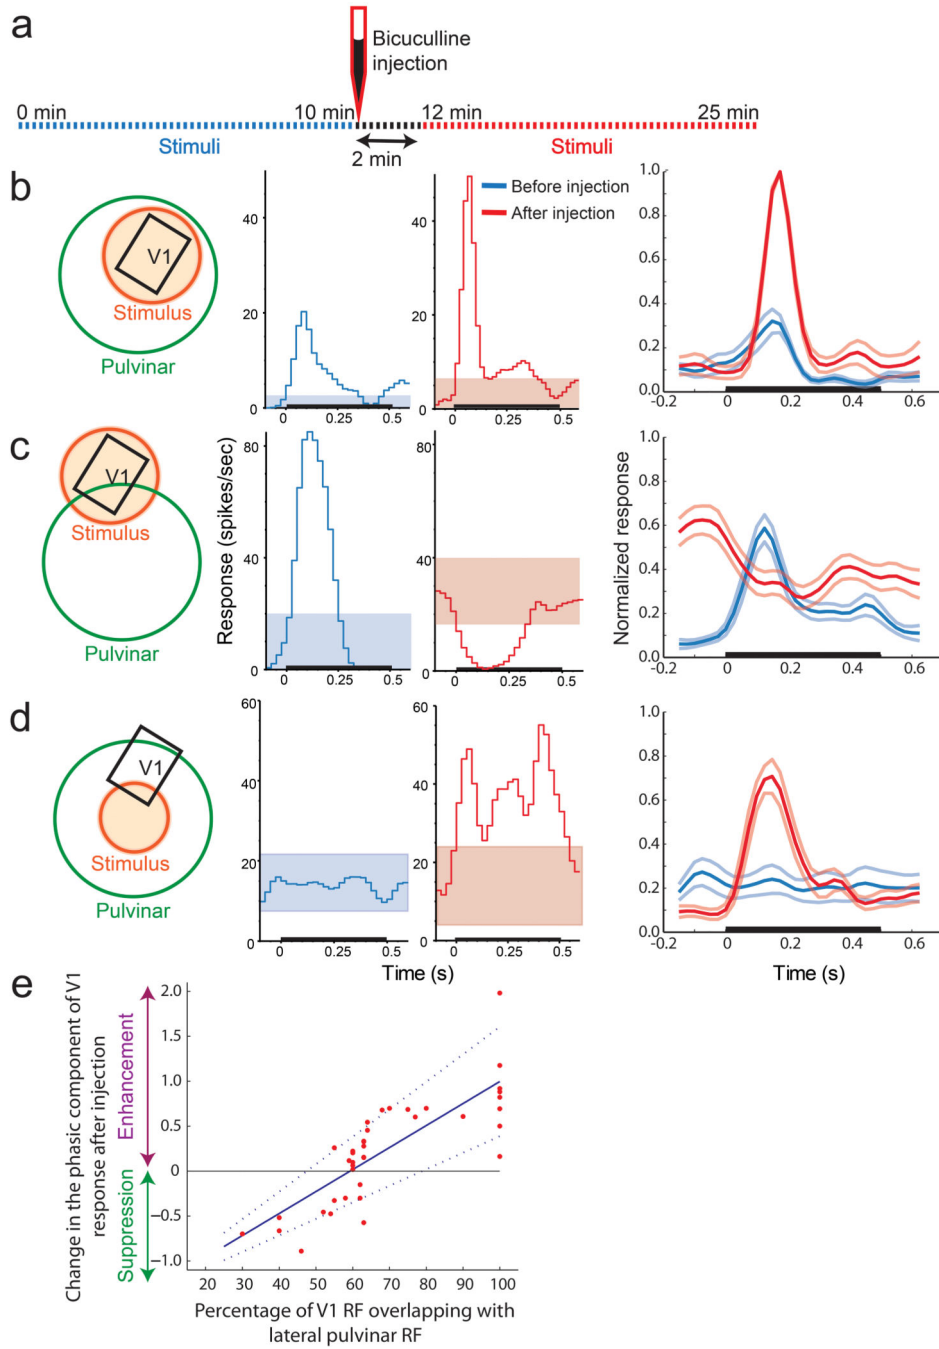 a
Bicuculline
injection
0 min 10 min 12 min 25 min
Stimuli 2 min Stimuli
b
V1
Stimulus
Pulvinar
40
20
0
0 0.25 0.5
40
20
0
0 0.25 0.5
Before injection
After injection
1.0
0.8
0.6
0.4
0.2
0.0
-0.2 0 0.2 0.4 0.6
c
V1
Stimulus
Pulvinar
Response (spikes/sec)
80
40
0
0 0.25 0.5
80
40
0
0 0.25 0.5
Normalized response
1.0
0.8
0.6
0.4
0.2
0.0
-0.2 0 0.2 0.4 0.6
d
V1
Stimulus
Pulvinar
60
40
20
0
0 0.25 0.5
60
40
20
0
0 0.25 0.5
Time (s)
1.0
0.8
0.6
0.4
0.2
0.0
-0.2 0 0.2 0.4 0.6
Time (s)
e
Change in the phasic component of V1
response after injection
Enhancement
Suppression
2.0
1.0
0.5
0
−0.5
−1.0
20 30 40 50 60 70 80 90 100
Percentage of V1 RF overlapping with
lateral pulvinar RF